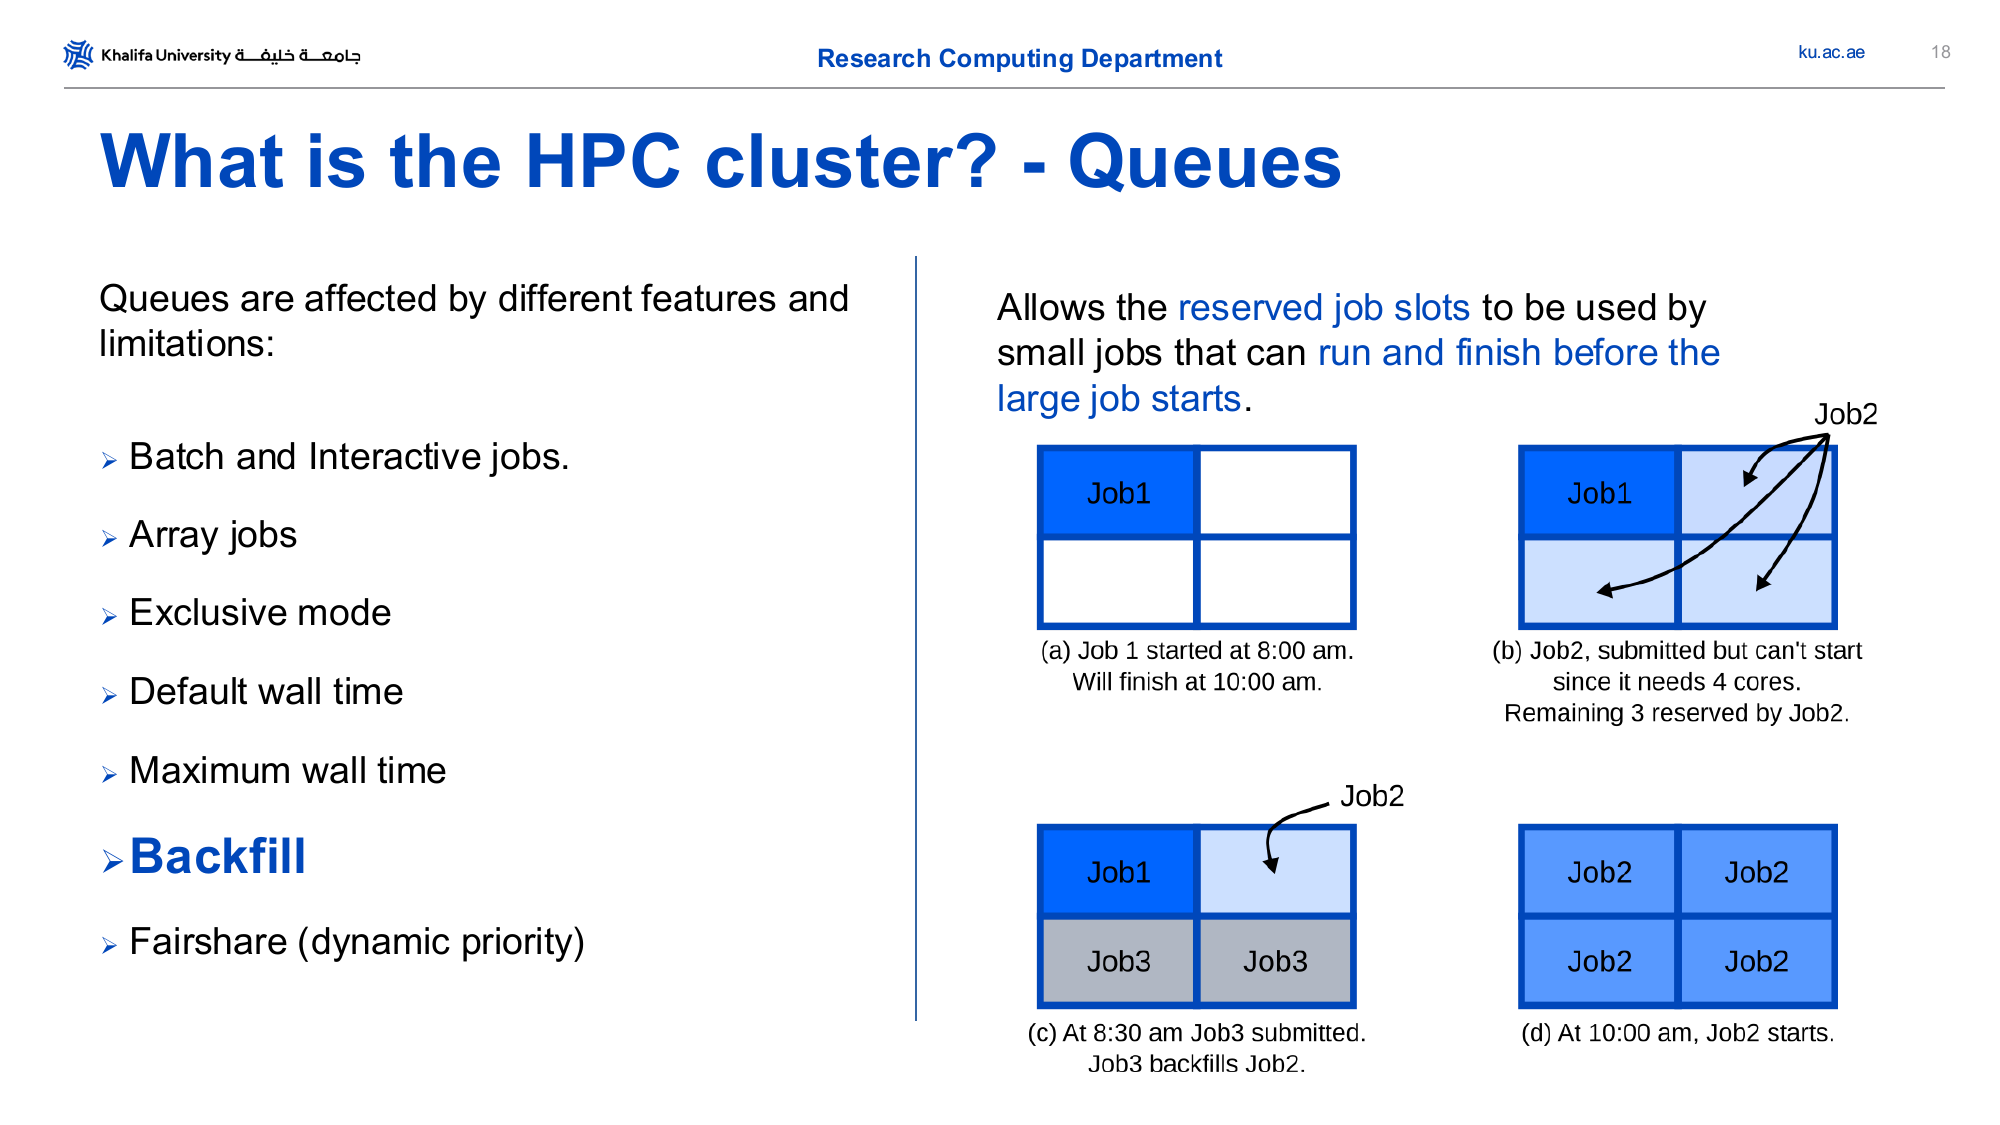 Khalifa University جامعـــة خليفـــة
Research Computing Department
ku.ac.ae
18
What is the HPC cluster? - Queues
Queues are affected by different features and
limitations:
Batch and Interactive jobs.
Array jobs
Exclusive mode
Default wall time
Maximum wall time
Backfill
Fairshare (dynamic priority)
Allows the reserved job slots to be used by
small jobs that can run and finish before the
large job starts.
Job1
(a) Job 1 started at 8:00 am.
Will finish at 10:00 am.
Job2
Job1
(b) Job2, submitted but can't start
since it needs 4 cores.
Remaining 3 reserved by Job2.
Job2
Job1
Job3 Job3
(c) At 8:30 am Job3 submitted.
Job3 backfills Job2.
Job2 Job2
Job2 Job2
(d) At 10:00 am, Job2 starts.